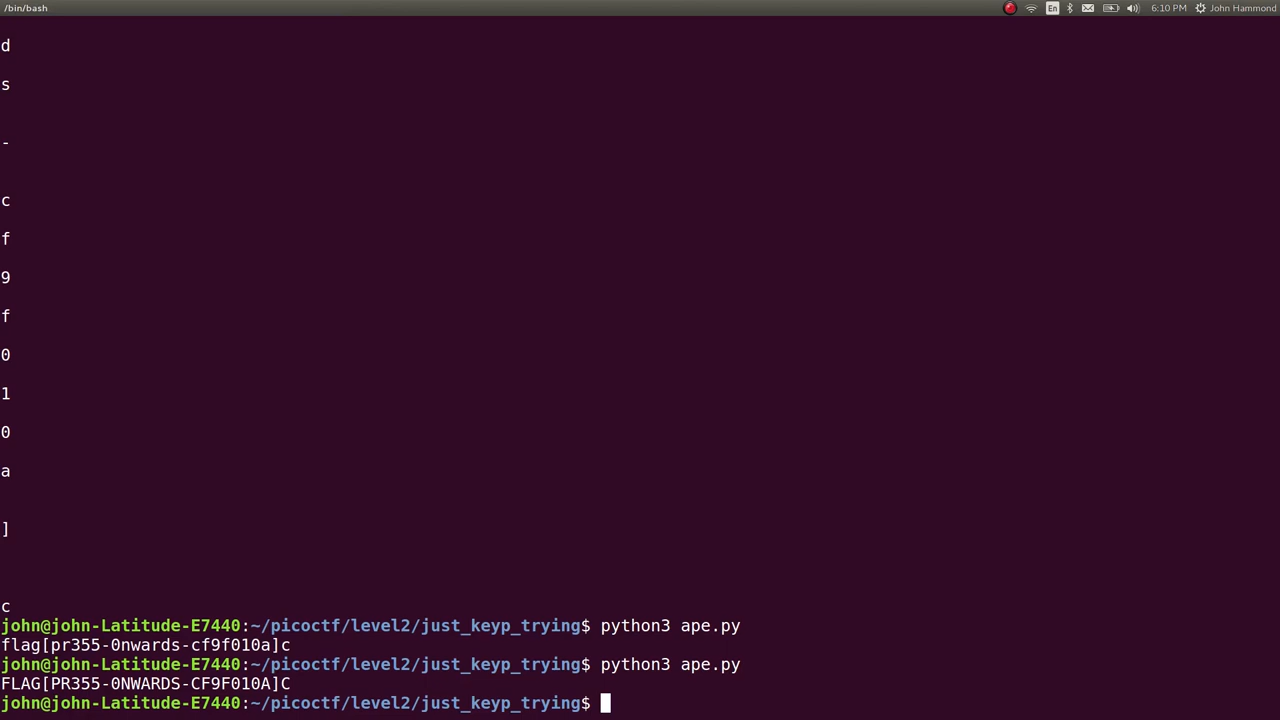 /bin/bash
En
6:10 PM
John Hammond
d
s
-
c
f
9
f
0
1
0
a
]
c
john@john-Latitude-E7440:~/picoctf/level2/just_keyp_trying$ python3 ape.py
flag[pr355-0nwards-cf9f010a]c
john@john-Latitude-E7440:~/picoctf/level2/just_keyp_trying$ python3 ape.py
FLAG[PR355-0NWARDS-CF9F010A]C
john@john-Latitude-E7440:~/picoctf/level2/just_keyp_trying$